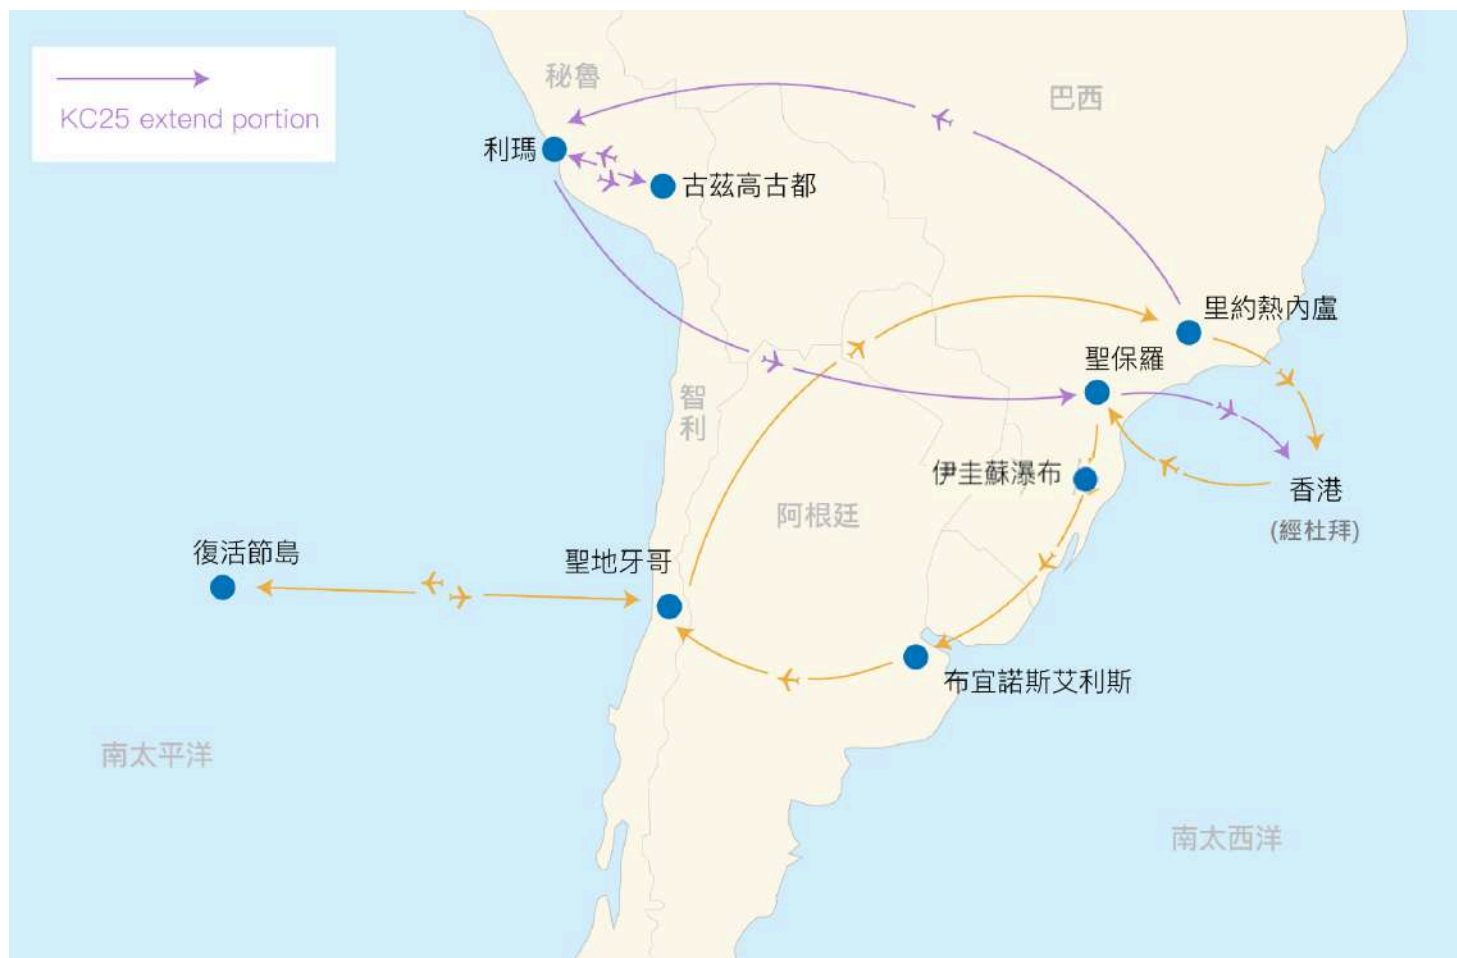 KC25 extend portion
秘魯
巴西
利瑪
古茲高古都
里約熱內盧
聖保羅
智
利
伊圭蘇瀑布
香港
(經杜拜)
阿根廷
復活節島
聖地牙哥
布宜諾斯艾利斯
南太平洋
南太西洋